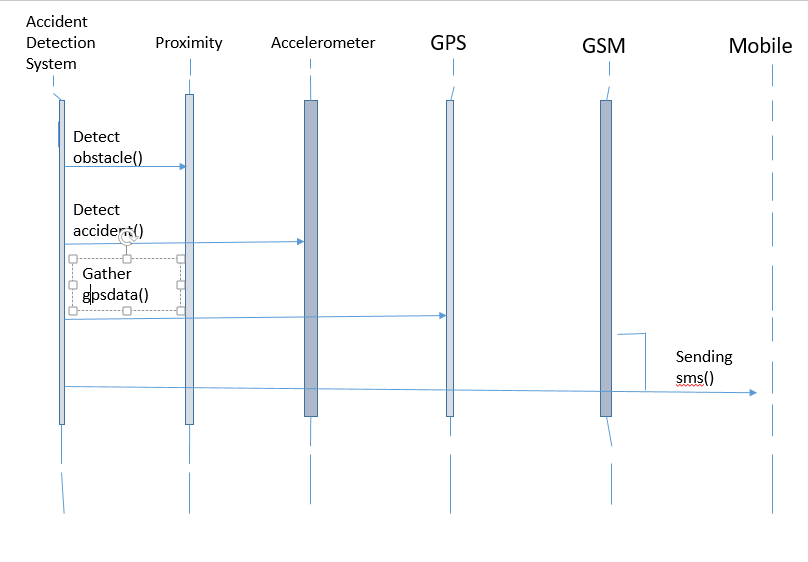 Accident
Detection
System
Proximity
Accelerometer
GPS
GSM
Mobile
Detect
obstacle()
Detect
accident()
Gather
gpsdata()
Sending
sms()